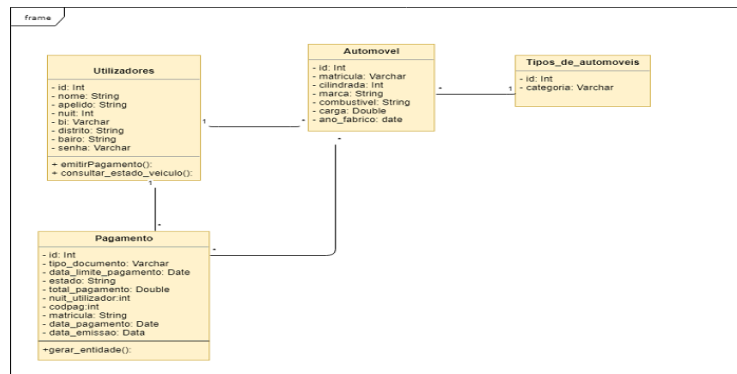 frame
Utilizadores
- id: Int
- nome: String
- apelido: String
- nuit: Int
- bi: Varchar
- distrito: String
- bairo: String
- senha: Varchar
+ emitirPagamento():
+ consultar_estado_veiculo():
Automovel
- id: Int
- matricula: Varchar
- cilindrada: Int
- marca: String
- combustivel: String
- carga: Double
- ano_fabrico: date
Tipos_de_automoveis
- id: Int
- categoria: Varchar
1
*
*
1
1
*
*
*
Pagamento
- id: Int
- tipo_documento: Varchar
- data_limite_pagamento: Date
- estado: String
- total_pagamento: Double
- nuit_utilizador:int
- codpag:int
- matricula: String
- data_pagamento: Date
- data_emissao: Data
+gerar_entidade():